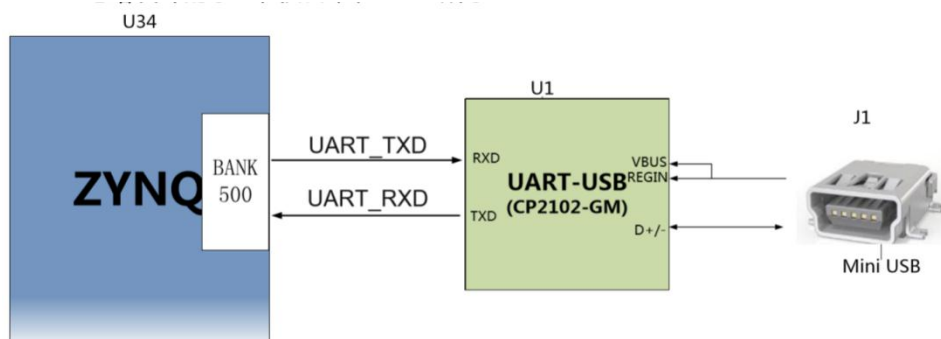 U34
U1
J1
ZYNQ
BANK
500
UART_TXD
UART_RXD
RXD
TXD
UART-USB
(CP2102-GM)
VBUS
REGIN
D+/-
Mini USB